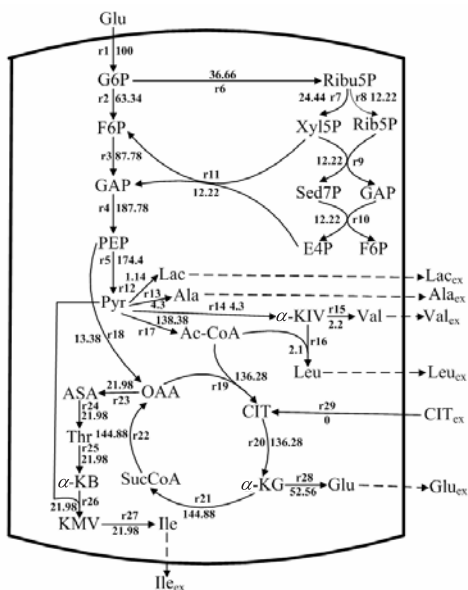 Glu
r1 100
G6P 36.66 r6 Ribu5P
r2 63.34
24.44 r7 r8 12.22
F6P Xyl5P Rib5P
r3 87.78
r11 12.22
12.22 r9
GAP Sed7P GAP
r4 187.78
12.22 r10
PEP E4P F6P
r5 174.4
1.14 Lac Lac_ex
r12
r13 Ala Ala_ex
4.3
Pyr r14 4.3 α-KIV r15 2.2 Val Val_ex
r17 138.38
13.38 r18
Ac-CoA
2.1 r16
Leu Leu_ex
136.28
r19
ASA 21.98 r23 OAA
CIT r29 0 CIT_ex
r24
21.98
Thr 144.88 r22
r20 136.28
r25
21.98
α-KB SucCoA α-KG r28 52.56 Glu Glu_ex
r26
r21
144.88
21.98
KMV r27 21.98 Ile
Ile_ex